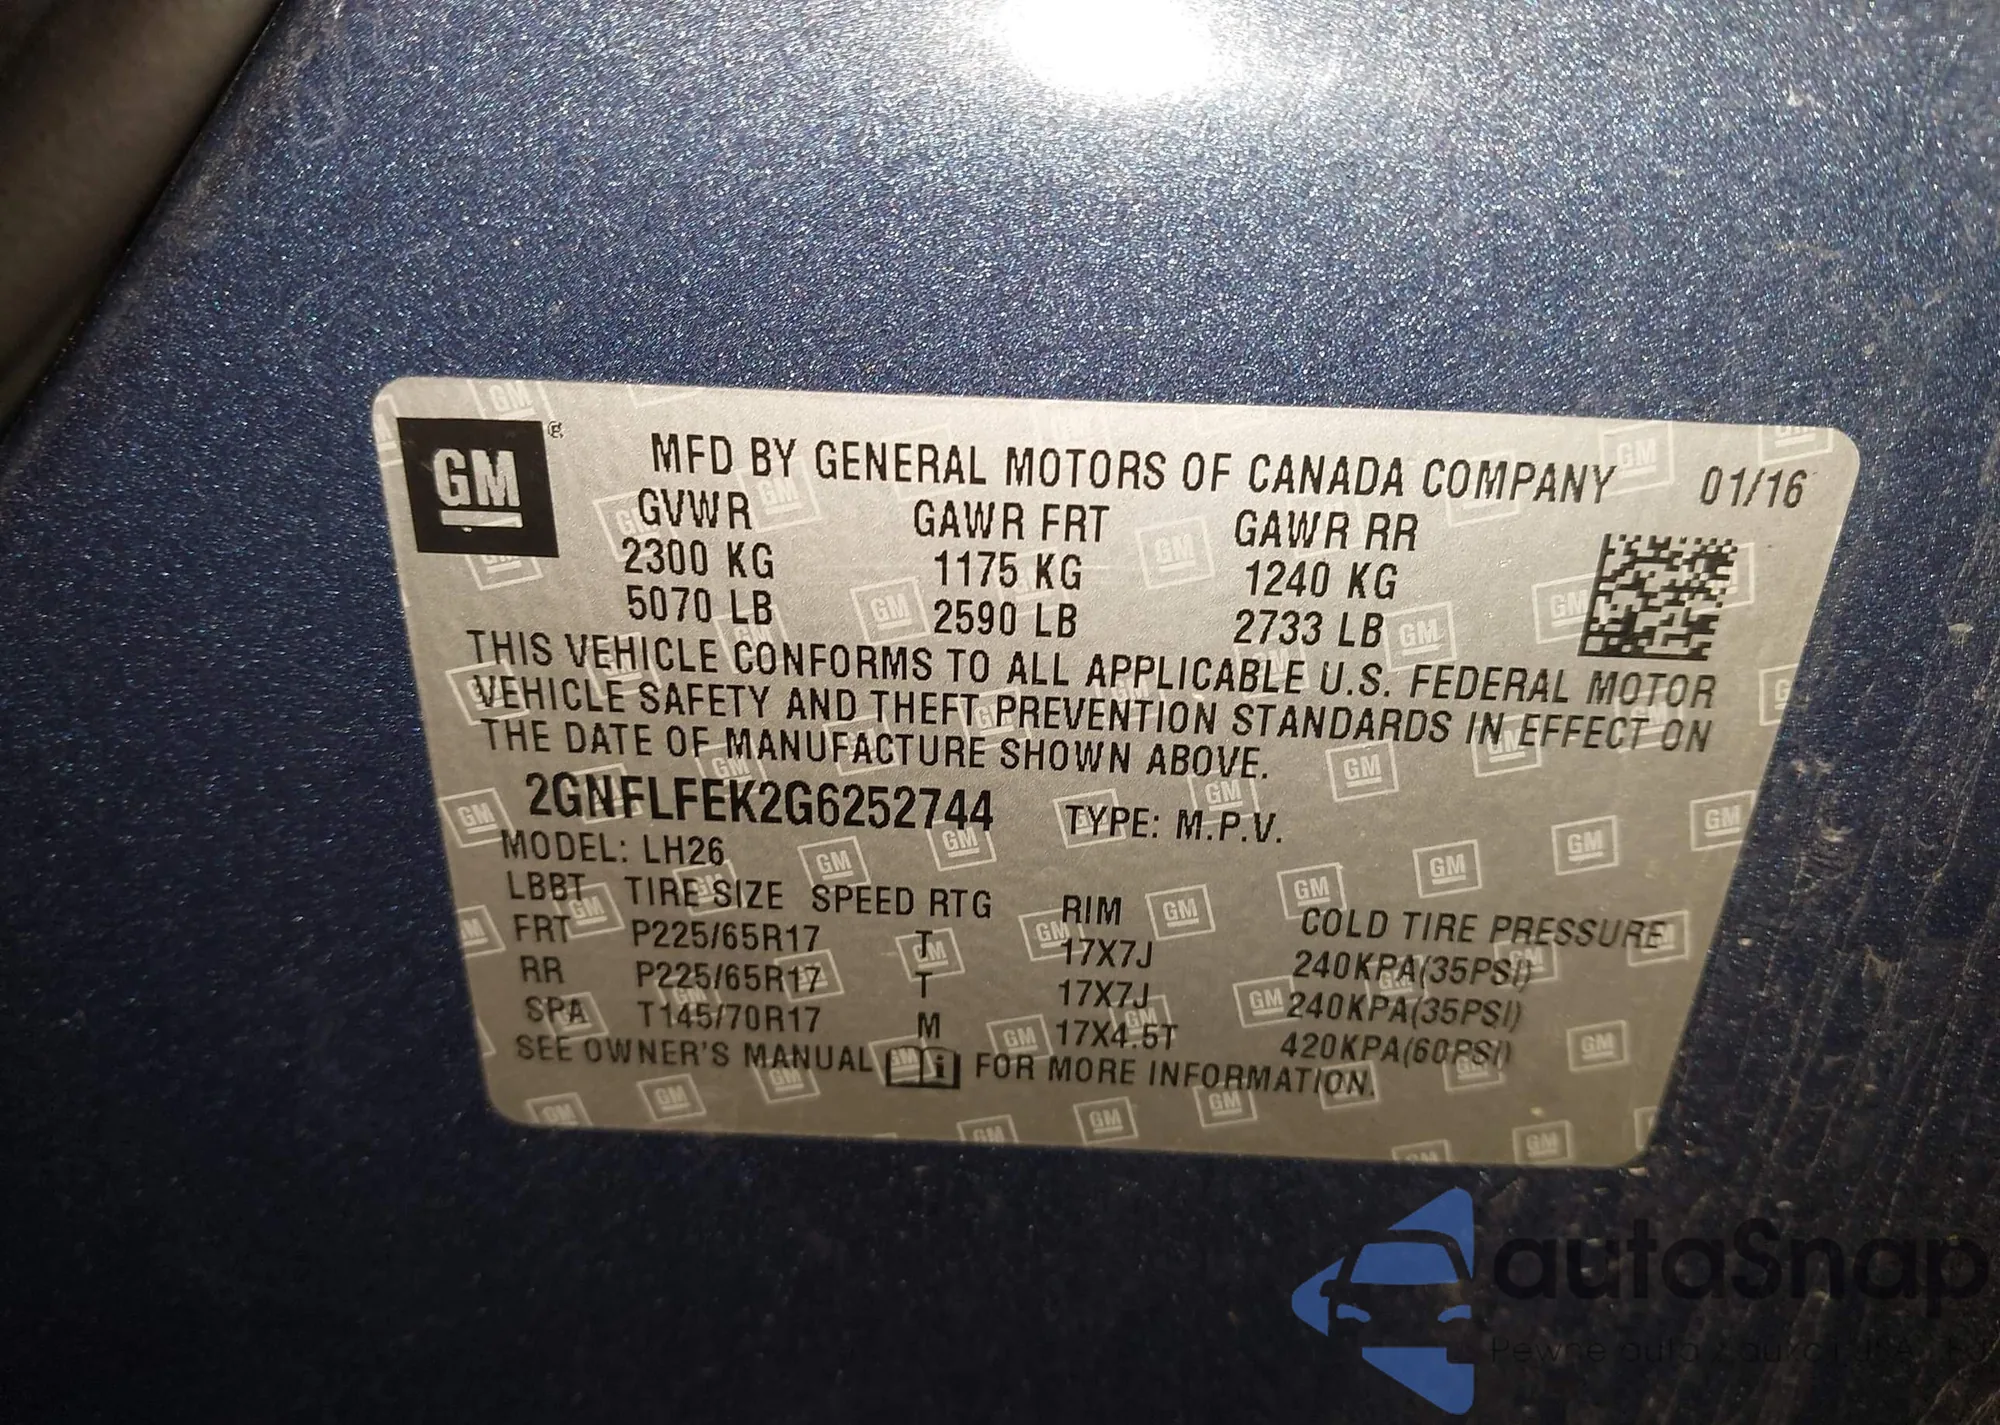 GM
MFD BY GENERAL MOTORS OF CANADA COMPANY 01/16
GVWR GAWR FRT GAWR RR
2300 KG 1175 KG 1240 KG
5070 LB 2590 LB 2733 LB
THIS VEHICLE CONFORMS TO ALL APPLICABLE U.S. FEDERAL MOTOR
VEHICLE SAFETY AND THEFT PREVENTION STANDARDS IN EFFECT ON
THE DATE OF MANUFACTURE SHOWN ABOVE.
2GNFLFEK2G6252744 TYPE: M.P.V.
MODEL: LH26
LBBT TIRE SIZE SPEED RTG RIM COLD TIRE PRESSURE
FRT P225/65R17 T 17X7J 240KPA(35PSI)
RR P225/65R17 T 17X7J 240KPA(35PSI)
SPA T145/70R17 M 17X4.5T 420KPA(60PSI)
SEE OWNER'S MANUAL FOR MORE INFORMATION.
autaSnap
Pewne auta z aukcji